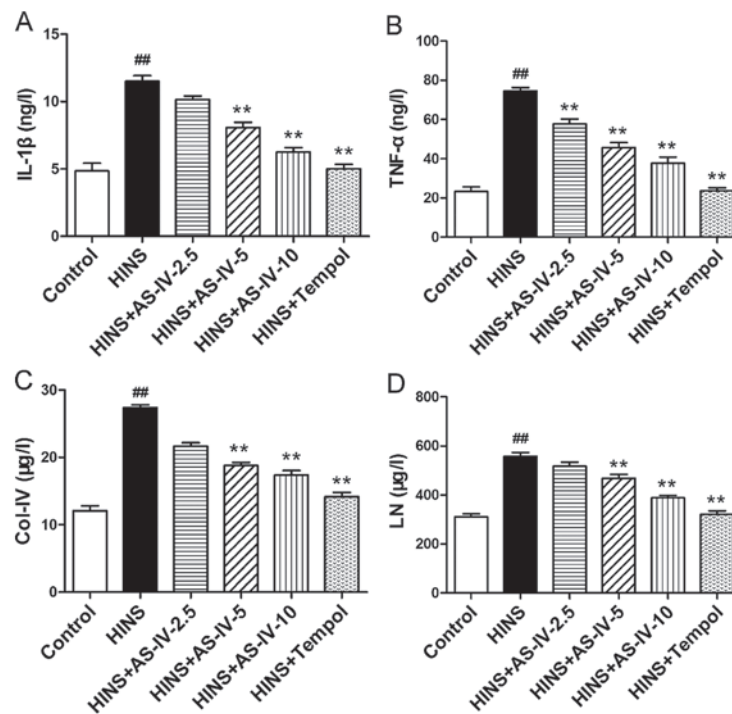 A
IL-1β (ng/l)
15
10
5
0
##
**
**
**
Control
HINS
HINS+AS-IV-2.5
HINS+AS-IV-5
HINS+AS-IV-10
HINS+Tempol
B
TNF-α (ng/l)
100
80
60
40
20
0
##
**
**
**
**
Control
HINS
HINS+AS-IV-2.5
HINS+AS-IV-5
HINS+AS-IV-10
HINS+Tempol
C
Col-IV (μg/l)
30
20
10
0
##
**
**
**
Control
HINS
HINS+AS-IV-2.5
HINS+AS-IV-5
HINS+AS-IV-10
HINS+Tempol
D
LN (μg/l)
800
600
400
200
0
##
**
**
**
Control
HINS
HINS+AS-IV-2.5
HINS+AS-IV-5
HINS+AS-IV-10
HINS+Tempol